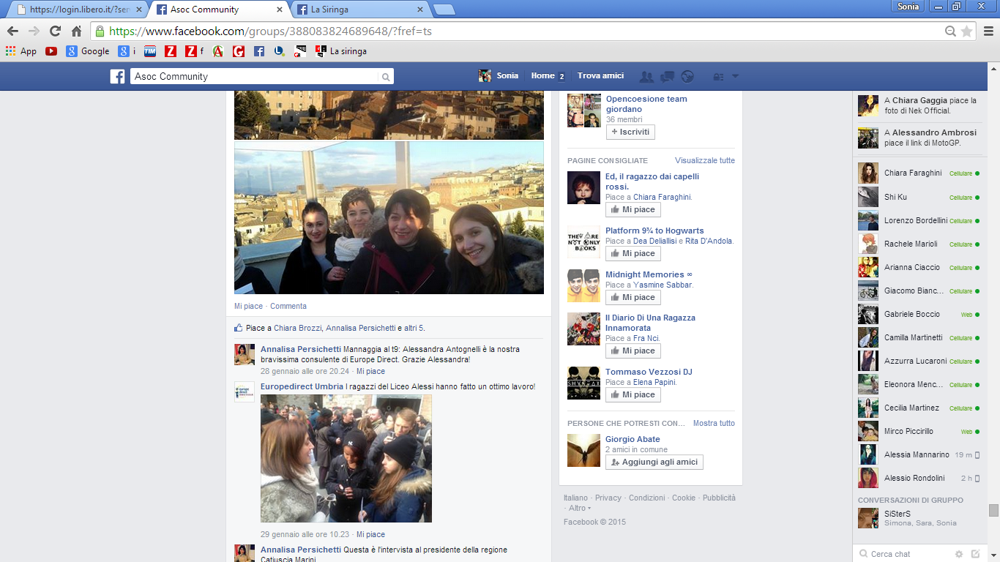 https://login.libero.it/?ser
Asoc Community
La Siringa
Sonia
https://www.facebook.com/groups/388083824689648/?fref=ts
App
Google
i
TIM
Z
Z f
La siringa
Asoc Community
Sonia
Home 2
Trova amici
Mi piace · Commenta
Piace a Chiara Brozzi, Annalisa Persichetti e altri 5.
Annalisa Persichetti Mannaggia al t9: Alessandra Antognelli è la nostra
bravissima consulente di Europe Direct. Grazie Alessandra!
28 gennaio alle ore 20.24 · Mi piace
Europedirect Umbria I ragazzi del Liceo Alessi hanno fatto un ottimo lavoro!
29 gennaio alle ore 10.23 · Mi piace
Annalisa Persichetti Questa è l'intervista al presidente della regione
Catiuscia Marini
Opencoesione team
giordano
36 membri
+ Iscriviti
PAGINE CONSIGLIATE
Visualizzale tutte
Ed, il ragazzo dai capelli
rossi.
Piace a Chiara Faraghini.
Mi piace
THEY ARE
NOT ONLY
BOOKS
Platform 9¾ to Hogwarts
Piace a Dea Deliallisi e Rita D'Andola.
Mi piace
Midnight Memories ∞
Piace a Yasmine Sabbar.
Mi piace
Il Diario Di Una Ragazza
Innamorata
Piace a Fra Nci.
Mi piace
Tommaso Vezzosi DJ
Piace a Elena Papini.
Mi piace
PERSONE CHE POTRESTI CON...
Mostra tutto
Giorgio Abate
2 amici in comune
Aggiungi agli amici
Italiano · Privacy · Condizioni · Cookie · Pubblicità
· Altro
Facebook © 2015
A Chiara Gaggia piace la
foto di Nek Official.
A Alessandro Ambrosi
piace il link di MotoGP.
Chiara Faraghini Cellulare
Shi Ku Cellulare
Lorenzo Bordellini Cellulare
Rachele Marioli Cellulare
Arianna Ciaccio Cellulare
Giacomo Bianc... Cellulare
Gabriele Boccio Web
Camilla Martinetti Cellulare
Azzurra Lucaroni Cellulare
Eleonora Menc... Cellulare
Cecilia Martinez Cellulare
Mirco Piccirillo Web
Alessia Mannarino 19 m
Alessio Rondolini 2 h
CONVERSAZIONI DI GRUPPO
SiSterS
Simona, Sara, Sonia
Cerca chat